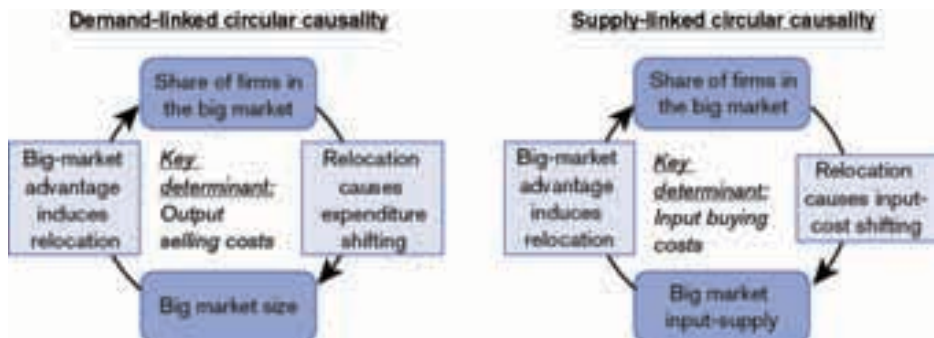 Demand-linked circular causality
Share of firms in
the big market
Big-market
advantage
induces
relocation
Key
determinant:
Output
selling costs
Relocation
causes
expenditure
shifting
Big market size
Supply-linked circular causality
Share of firms in
the big market
Big-market
advantage
induces
relocation
Key
determinant:
Input buying
costs
Relocation
causes input-
cost shifting
Big market
input-supply